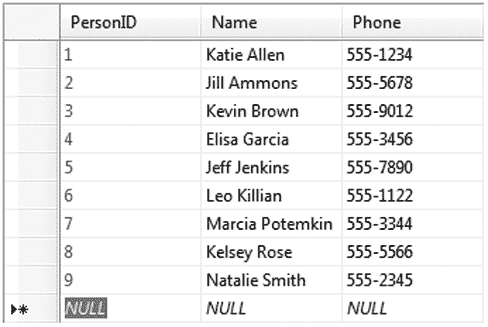 PersonID Name Phone
1 Katie Allen 555-1234
2 Jill Ammons 555-5678
3 Kevin Brown 555-9012
4 Elisa Garcia 555-3456
5 Jeff Jenkins 555-7890
6 Leo Killian 555-1122
7 Marcia Potemkin 555-3344
8 Kelsey Rose 555-5566
9 Natalie Smith 555-2345
NULL NULL NULL